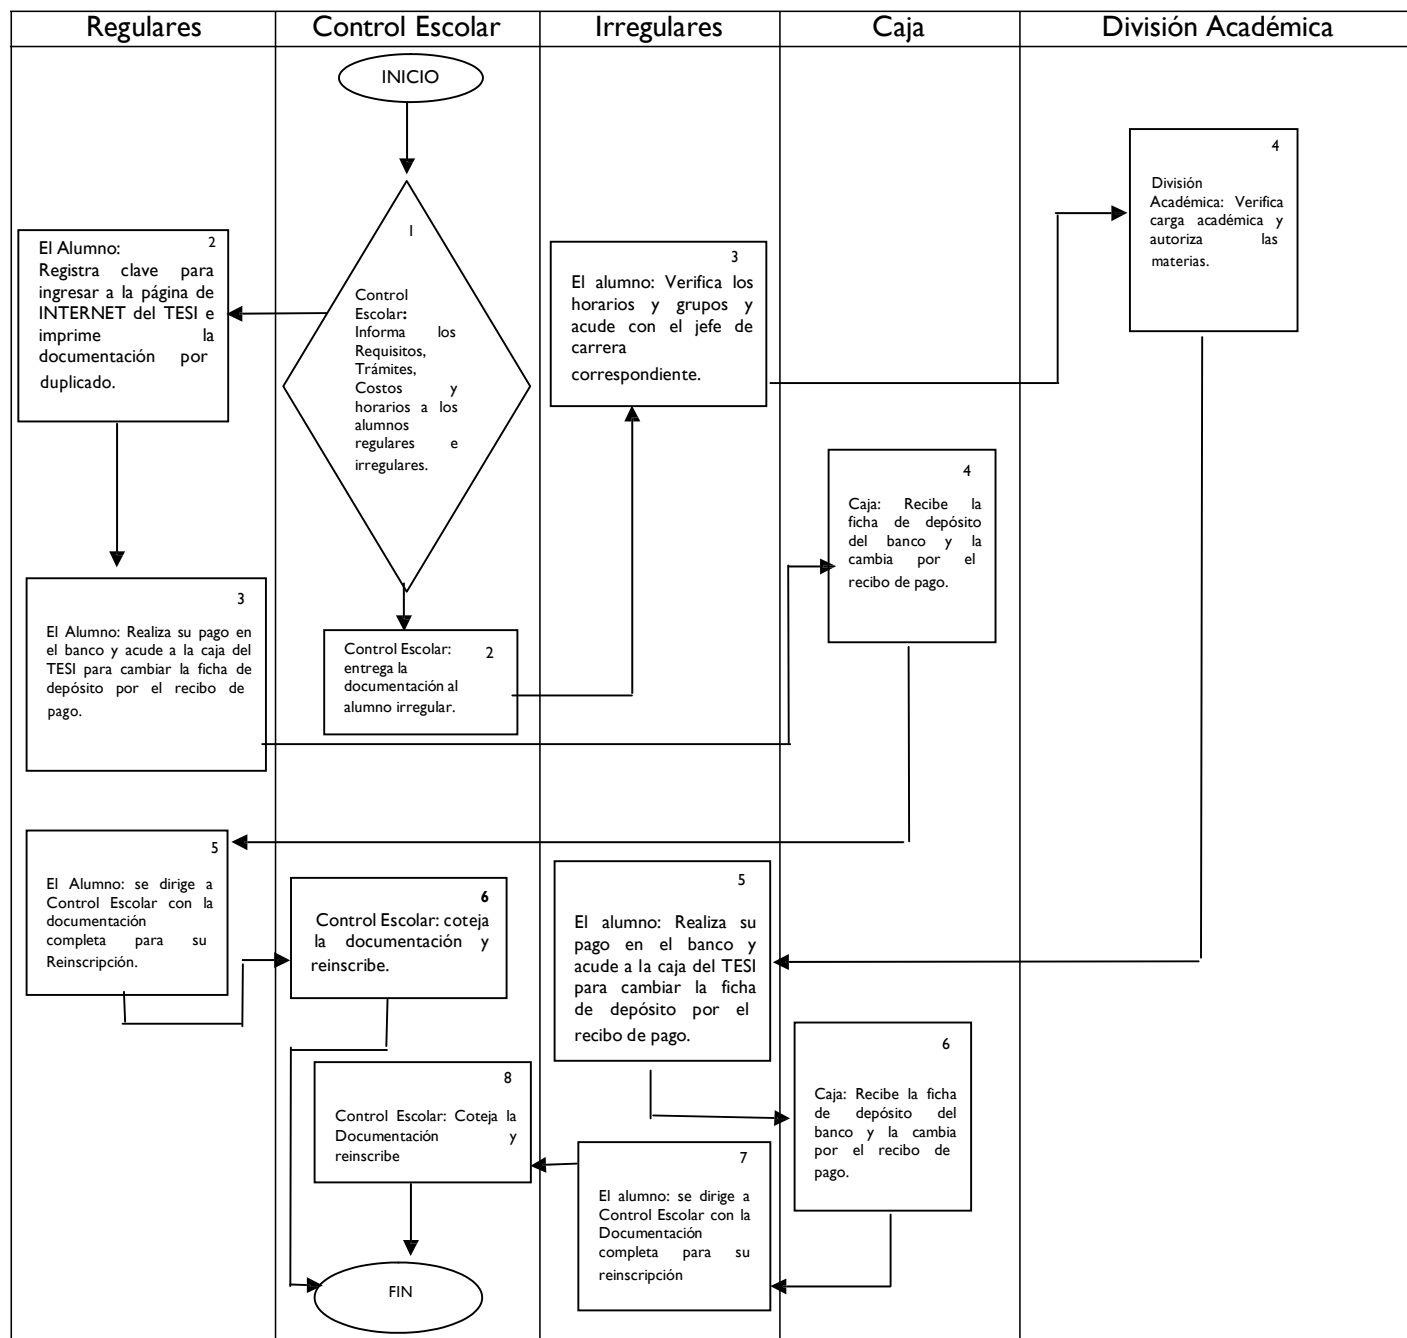 Regulares Control Escolar Irregulares Caja División Académica
INICIO
1
Control
Escolar:
Informa los
Requisitos,
Trámites,
Costos y
horarios a los
alumnos
regulares e
irregulares.
2
El Alumno:
Registra clave para
ingresar a la página de
INTERNET del TESI e
imprime la
documentación por
duplicado.
3
El alumno: Verifica los
horarios y grupos y
acude con el jefe de
carrera
correspondiente.
4
División
Académica: Verifica
carga académica y
autoriza las
materias.
4
Caja: Recibe la
ficha de depósito
del banco y la
cambia por el
recibo de pago.
3
El Alumno: Realiza su pago en
el banco y acude a la caja del
TESI para cambiar la ficha de
depósito por el recibo de
pago.
2
Control Escolar:
entrega la
documentación al
alumno irregular.
5
El Alumno: se dirige a
Control Escolar con la
documentación
completa para su
Reinscripción.
6
Control Escolar: coteja
la documentación y
reinscribe.
5
El alumno: Realiza su
pago en el banco y
acude a la caja del TESI
para cambiar la ficha
de depósito por el
recibo de pago.
6
Caja: Recibe la ficha
de depósito del
banco y la cambia
por el recibo de
pago.
8
Control Escolar: Coteja la
Documentación y
reinscribe
7
El alumno: se dirige a
Control Escolar con la
Documentación
completa para su
reinscripción
FIN